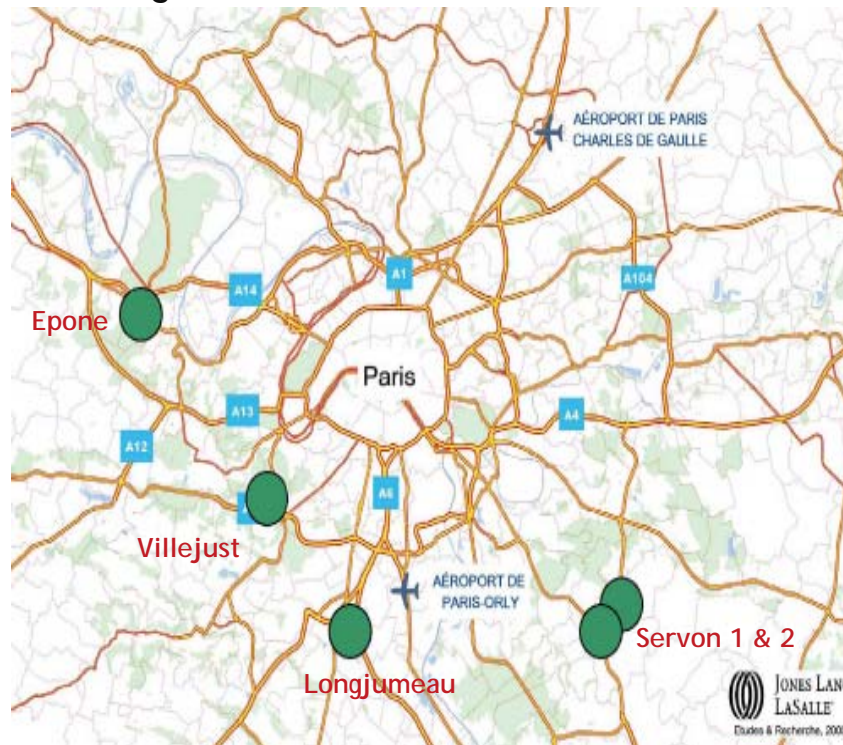 AÉROPORT DE PARIS
CHARLES DE GAULLE
A1
A14
A104
Epone
Paris
A13
A4
A12
A6
Villejust
AÉROPORT DE
PARIS-ORLY
Servon 1 & 2
Longjumeau
JONES LANG
LASALLE
Etudes & Recherche,